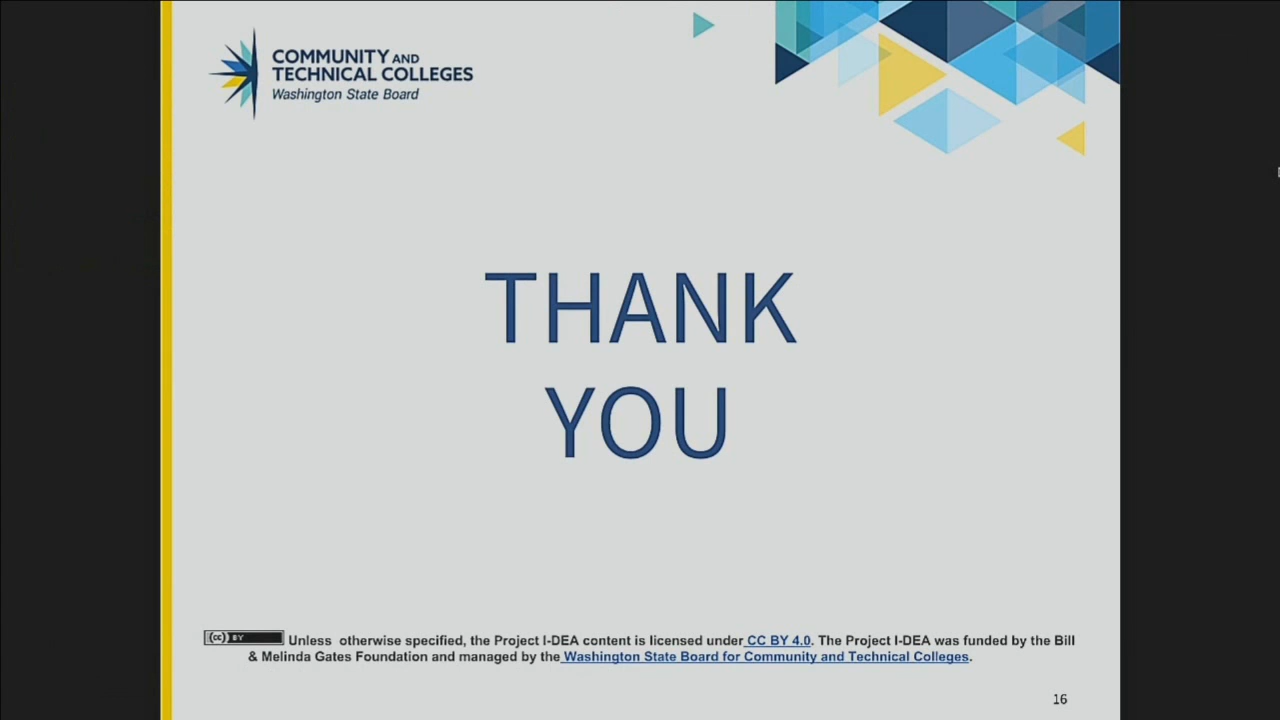 COMMUNITY AND
TECHNICAL COLLEGES
Washington State Board
THANK
YOU
(cc) BY Unless otherwise specified, the Project I-DEA content is licensed under CC BY 4.0. The Project I-DEA was funded by the Bill
& Melinda Gates Foundation and managed by the Washington State Board for Community and Technical Colleges.
16